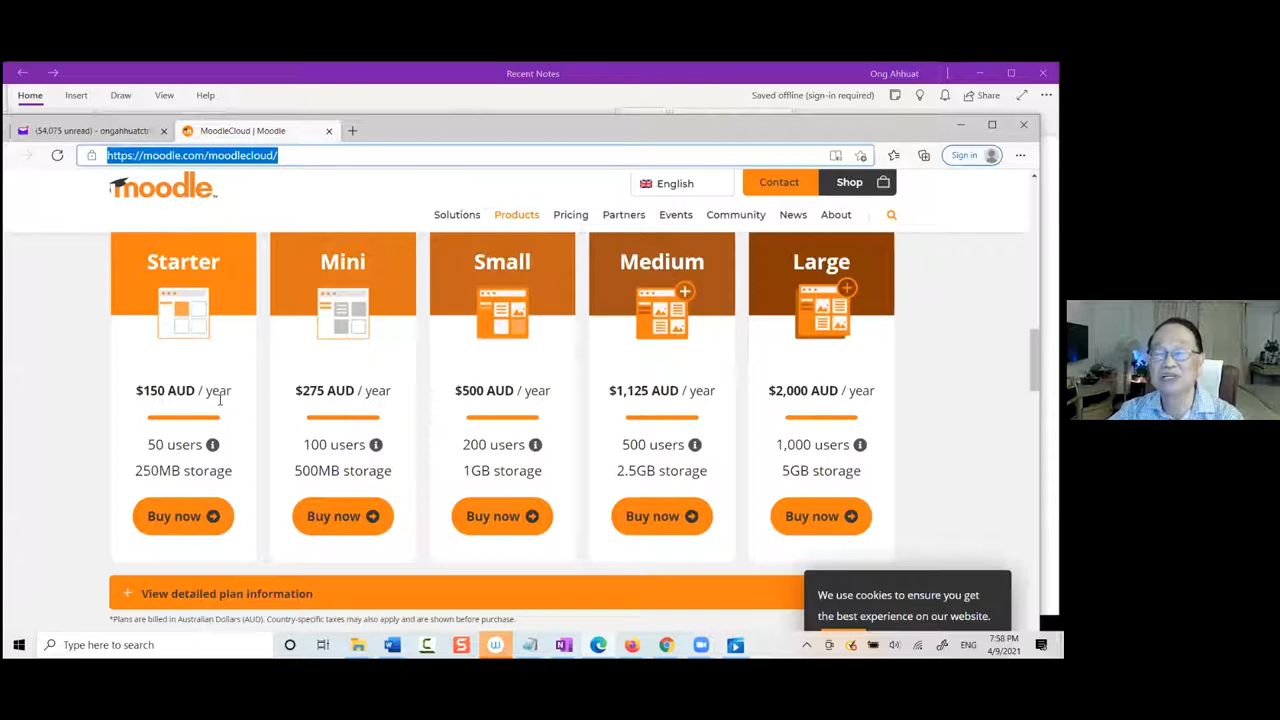 Recent Notes
Ong Ahhuat
Home Insert Draw View Help
Saved offline (sign-in required)
Share
(54,075 unread) - ongahhuatctr
MoodleCloud | Moodle
https://moodle.com/moodlecloud/
Sign in
moodle
English
Contact
Shop
Solutions Products Pricing Partners Events Community News About
Starter
Mini
Small
Medium
Large
$150 AUD / year
$275 AUD / year
$500 AUD / year
$1,125 AUD / year
$2,000 AUD / year
50 users
100 users
200 users
500 users
1,000 users
250MB storage
500MB storage
1GB storage
2.5GB storage
5GB storage
Buy now
Buy now
Buy now
Buy now
Buy now
+ View detailed plan information
We use cookies to ensure you get
the best experience on our website.
*Plans are billed in Australian Dollars (AUD). Country-specific taxes may also apply and are shown before purchase.
Type here to search
ENG
7:58 PM
4/9/2021